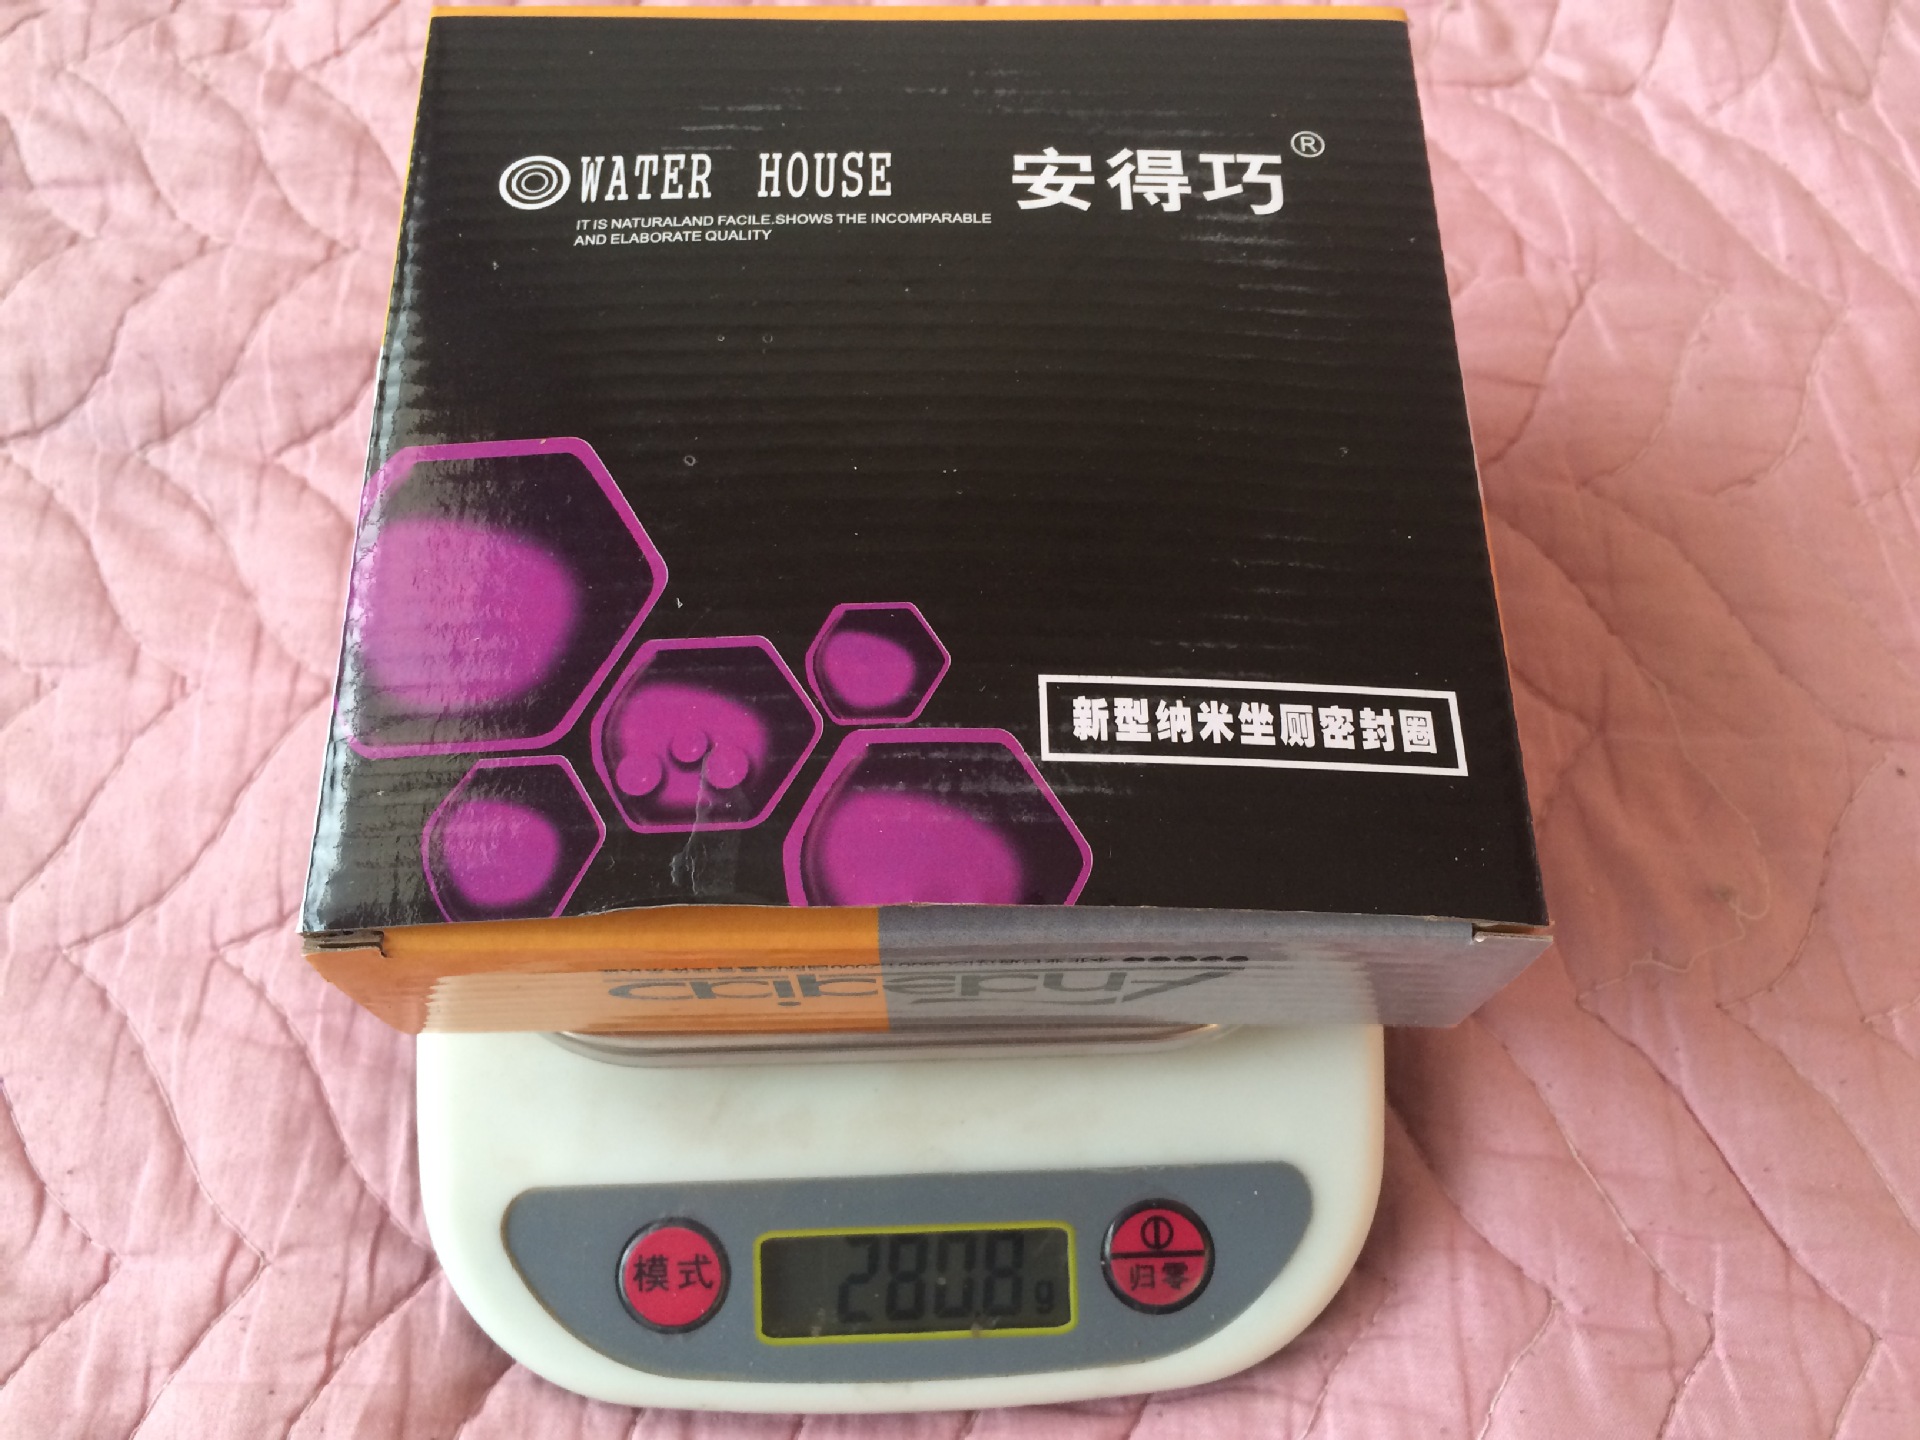 WATER HOUSE
安得巧®
IT IS NATURALAND FACILE.SHOWS THE INCOMPARABLE
AND ELABORATE QUALITY
新型纳米坐厕密封圈
模式
280.8 g
归零